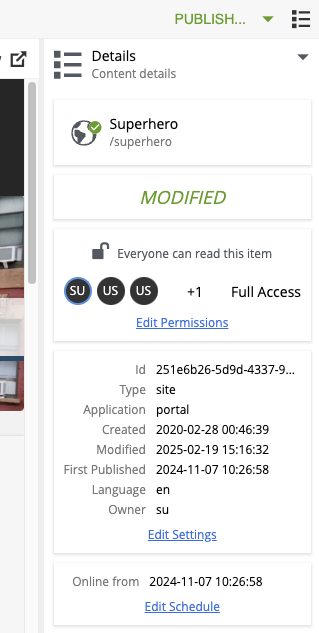 PUBLISH...
Details
Content details
Superhero
/superhero
MODIFIED
Everyone can read this item
SU US US +1 Full Access
Edit Permissions
Id 251e6b26-5d9d-4337-9...
Type site
Application portal
Created 2020-02-28 00:46:39
Modified 2025-02-19 15:16:32
First Published 2024-11-07 10:26:58
Language en
Owner su
Edit Settings
Online from 2024-11-07 10:26:58
Edit Schedule